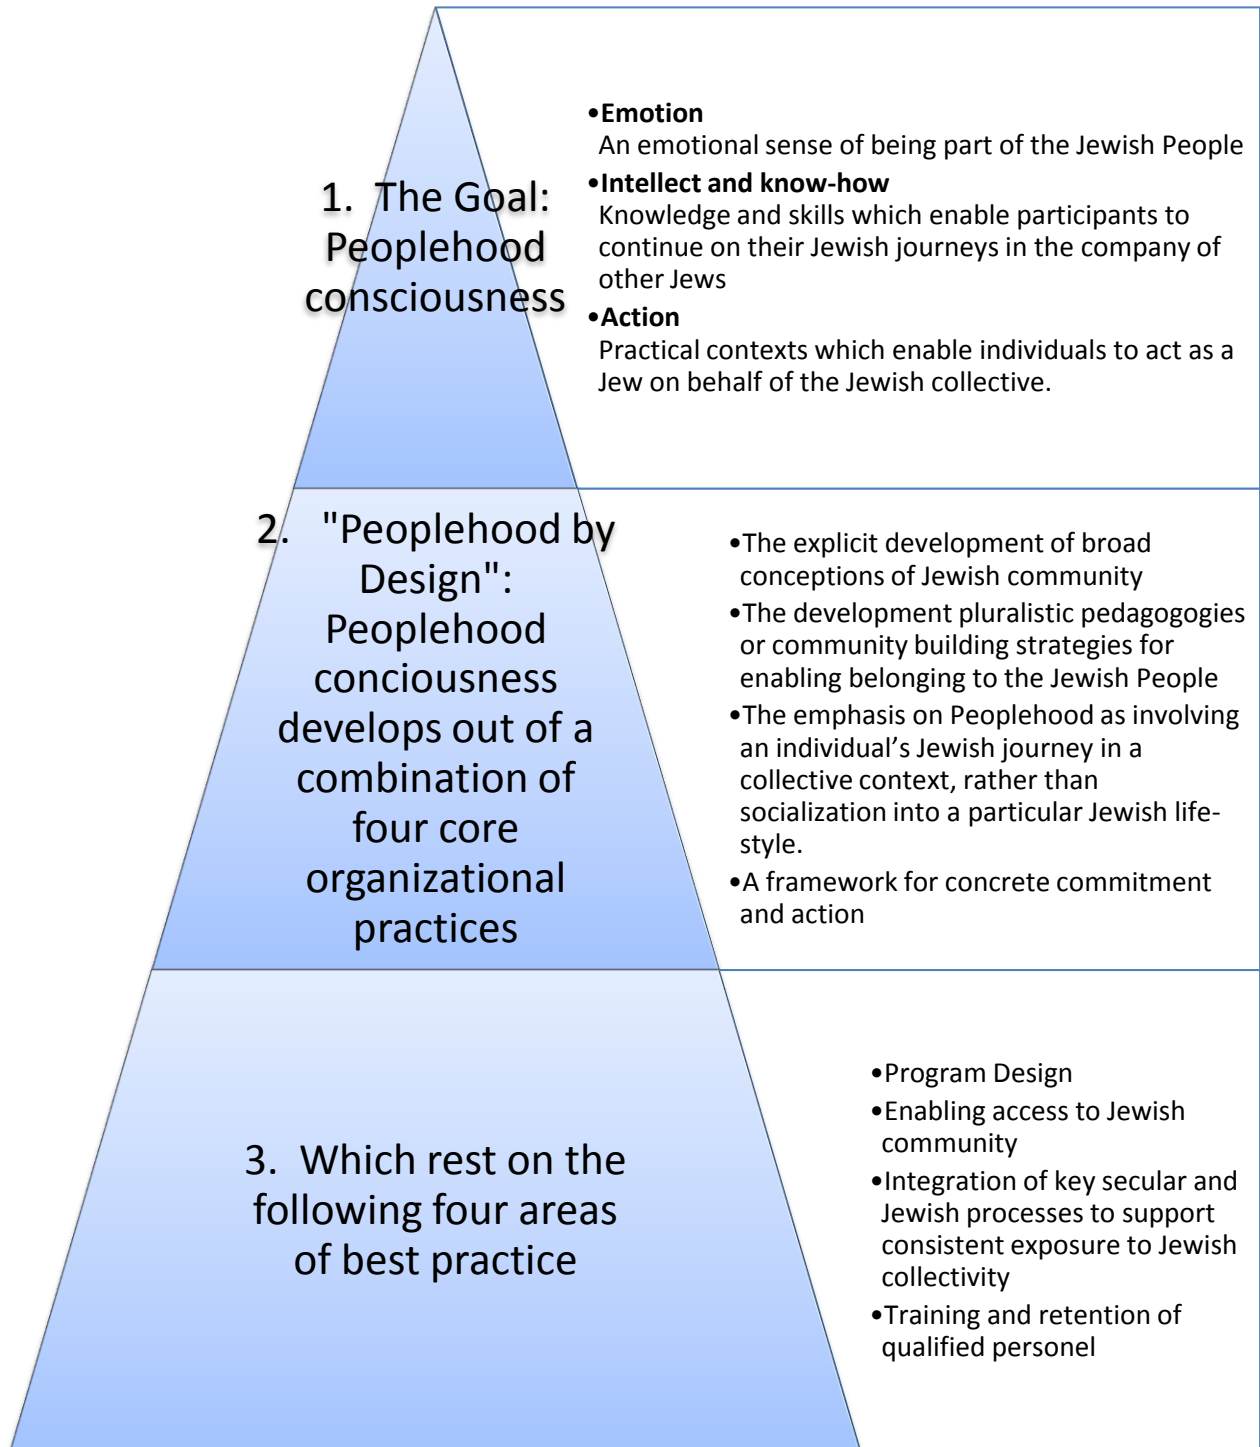 1. The Goal:
Peoplehood
consciousness
•Emotion
An emotional sense of being part of the Jewish People
•Intellect and know-how
Knowledge and skills which enable participants to
continue on their Jewish journeys in the company of
other Jews
•Action
Practical contexts which enable individuals to act as a
Jew on behalf of the Jewish collective.
2. "Peoplehood by
Design":
Peoplehood
conciousness
develops out of a
combination of
four core
organizational
practices
•The explicit development of broad
conceptions of Jewish community
•The development pluralistic pedagogogies
or community building strategies for
enabling belonging to the Jewish People
•The emphasis on Peoplehood as involving
an individual’s Jewish journey in a
collective context, rather than
socialization into a particular Jewish life-
style.
•A framework for concrete commitment
and action
3. Which rest on the
following four areas
of best practice
•Program Design
•Enabling access to Jewish
community
•Integration of key secular and
Jewish processes to support
consistent exposure to Jewish
collectivity
•Training and retention of
qualified personel